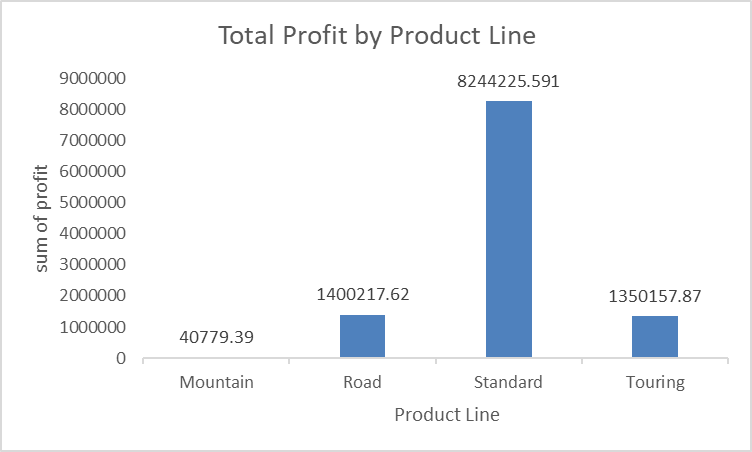 Total Profit by Product Line
sum of profit
9000000
8000000
7000000
6000000
5000000
4000000
3000000
2000000
1000000
0
40779.39
1400217.62
8244225.591
1350157.87
Mountain
Road
Standard
Touring
Product Line